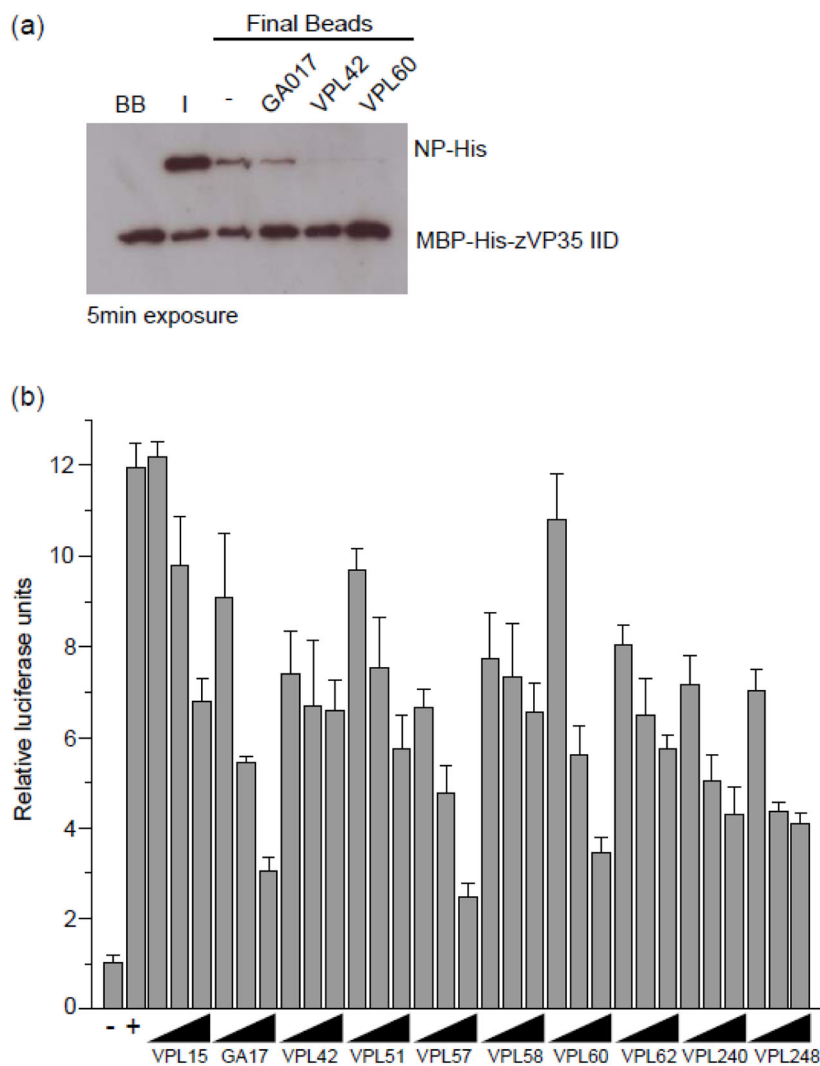 (a)
Final Beads
BB I - GA017 VPL42 VPL60
NP-His
MBP-His-zVP35 IID
5min exposure
(b)
Relative luciferase units
12
10
8
6
4
2
0
- +
VPL15 GA17 VPL42 VPL51 VPL57 VPL58 VPL60 VPL62 VPL240 VPL248